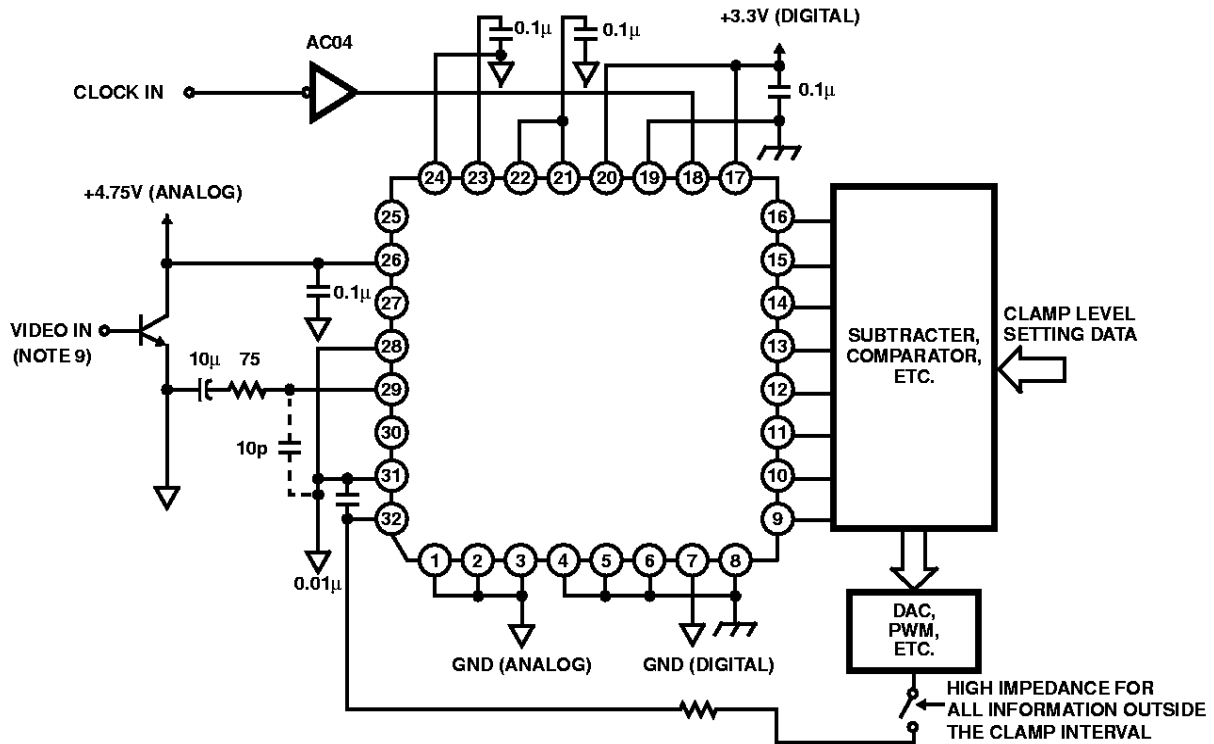 +3.3V (DIGITAL)
0.1μ
0.1μ
AC04
CLOCK IN
0.1μ
24
23
22
21
20
19
18
17
+4.75V (ANALOG)
25
16
26
15
0.1μ
27
14
CLAMP LEVEL
SETTING DATA
VIDEO IN
(NOTE 9)
28
13
SUBTRACTER,
COMPARATOR,
ETC.
10μ
75
29
12
30
11
10p
31
10
32
9
0.01μ
1
2
3
4
5
6
7
8
DAC,
PWM,
ETC.
GND (ANALOG)
GND (DIGITAL)
HIGH IMPEDANCE FOR
ALL INFORMATION OUTSIDE
THE CLAMP INTERVAL